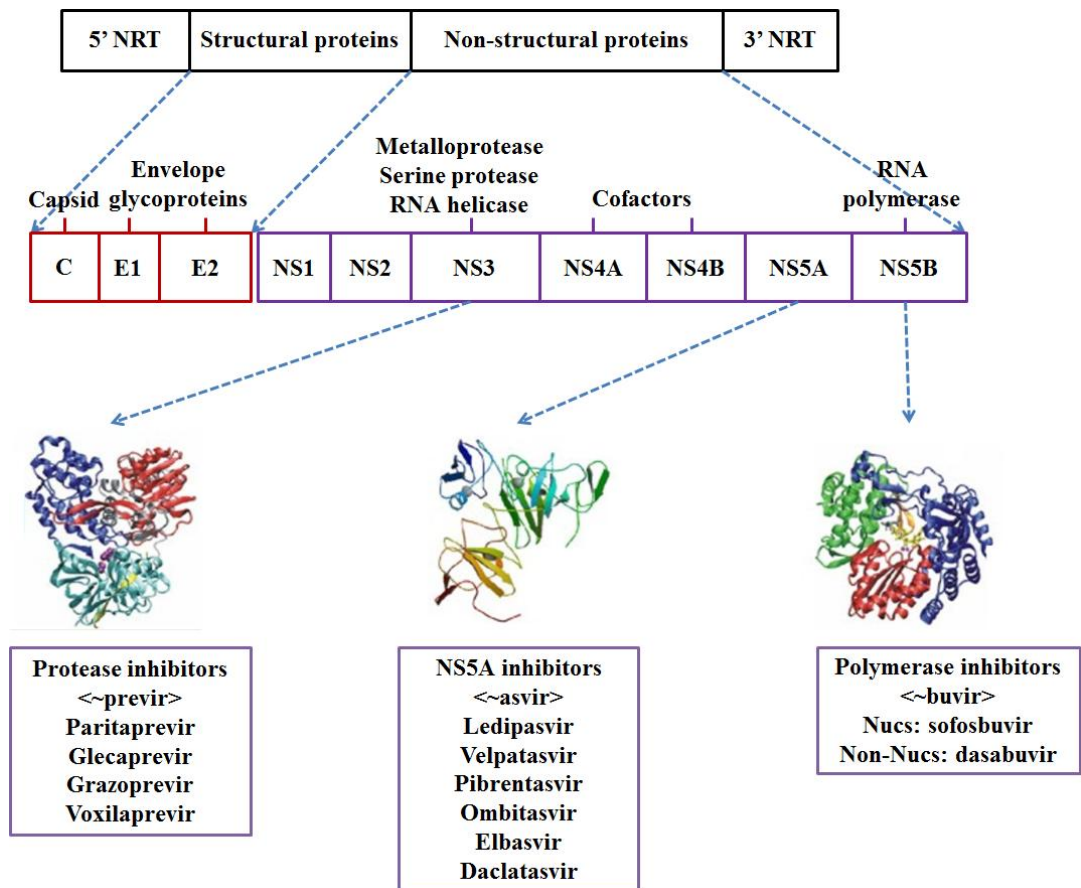 5’ NRT
Structural proteins
Non-structural proteins
3’ NRT
Capsid
Envelope
glycoproteins
Metalloprotease
Serine protease
RNA helicase
Cofactors
RNA
polymerase
C
E1
E2
NS1
NS2
NS3
NS4A
NS4B
NS5A
NS5B
Protease inhibitors
<~previr>
Paritaprevir
Glecaprevir
Grazoprevir
Voxilaprevir
NS5A inhibitors
<~asvir>
Ledipasvir
Velpatasvir
Pibrentasvir
Ombitasvir
Elbasvir
Daclatasvir
Polymerase inhibitors
<~buvir>
Nucs: sofosbuvir
Non-Nucs: dasabuvir